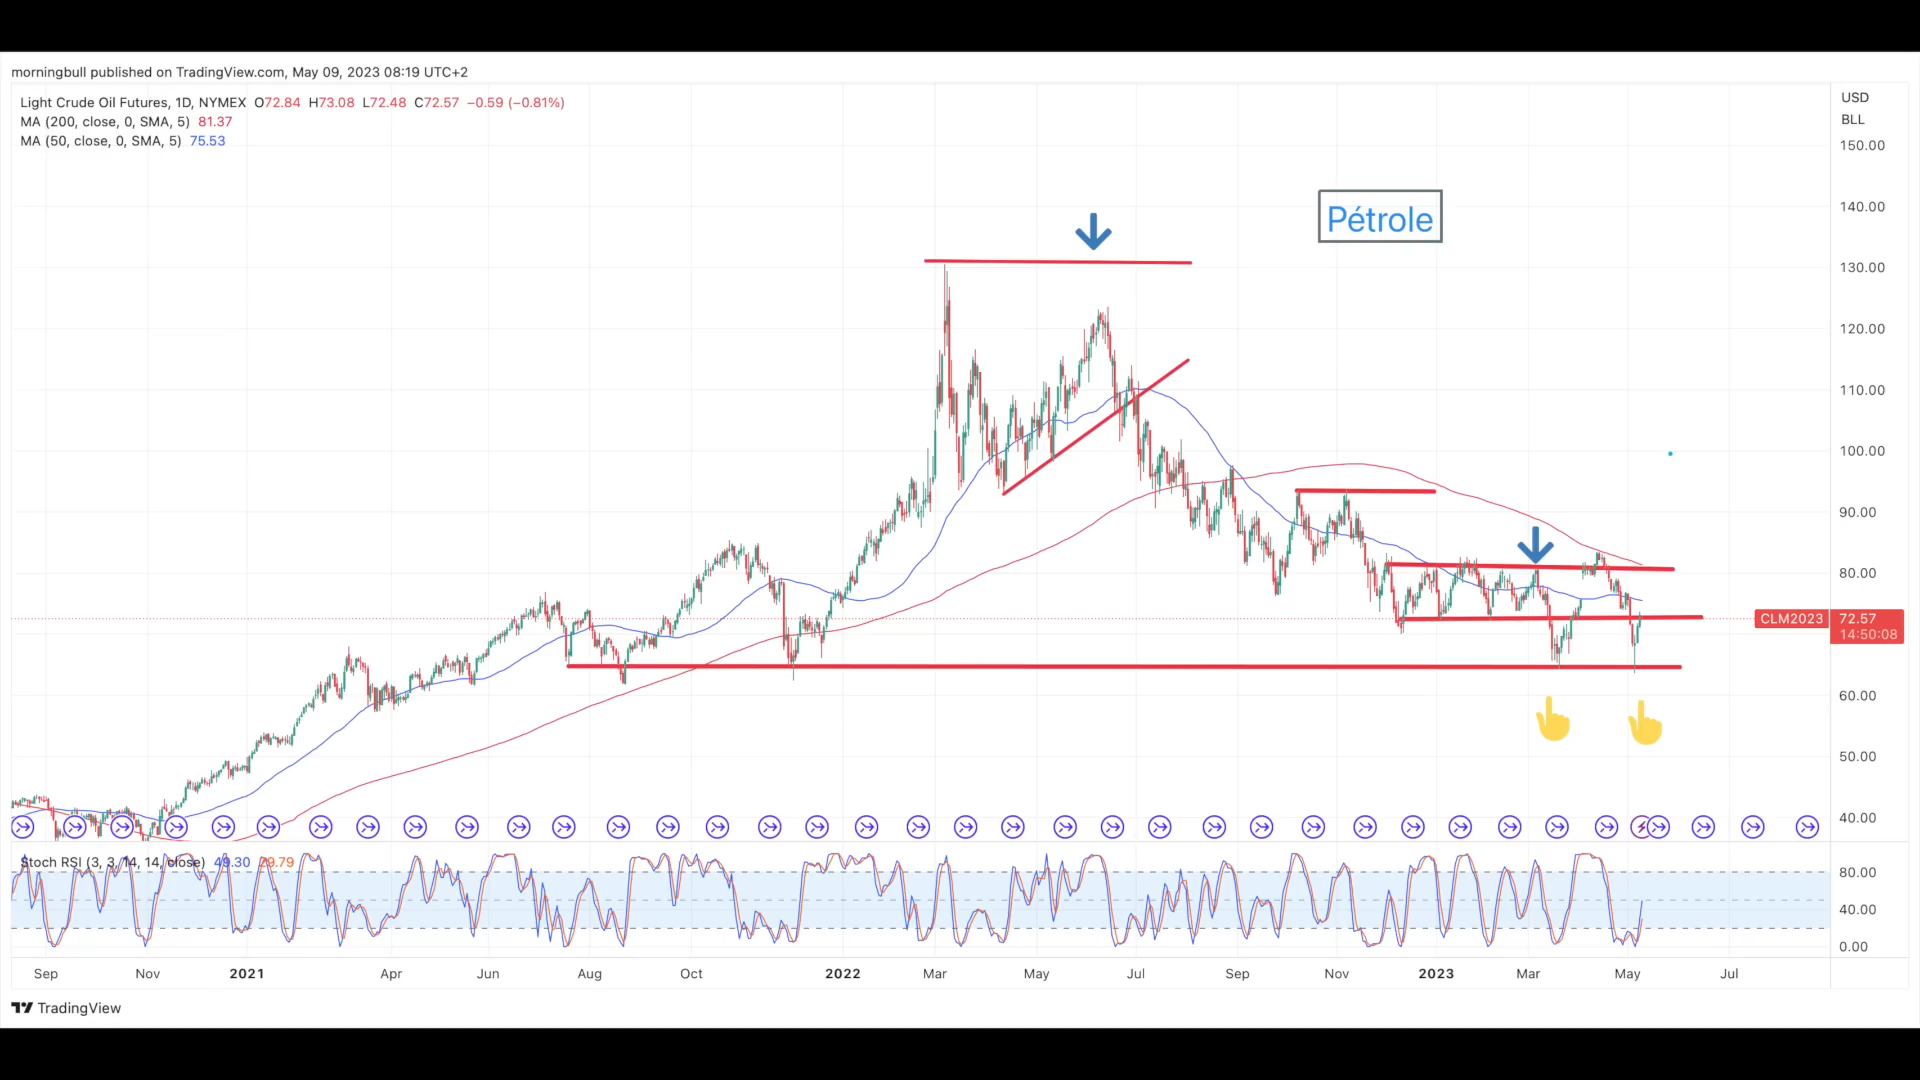 morningbull published on TradingView.com, May 09, 2023 08:19 UTC+2
Light Crude Oil Futures, 1D, NYMEX O72.84 H73.08 L72.48 C72.57 −0.59 (−0.81%)
MA (200, close, 0, SMA, 5) 81.37
MA (50, close, 0, SMA, 5) 75.53
USD
BLL
150.00
140.00
Pétrole
130.00
120.00
110.00
100.00
90.00
80.00
CLM2023 72.57
14:50:08
60.00
50.00
40.00
Stoch RSI (3, 3, 14, 14, close) 49.30 29.79
80.00
40.00
0.00
Sep Nov 2021 Apr Jun Aug Oct 2022 Mar May Jul Sep Nov 2023 Mar May Jul
TradingView